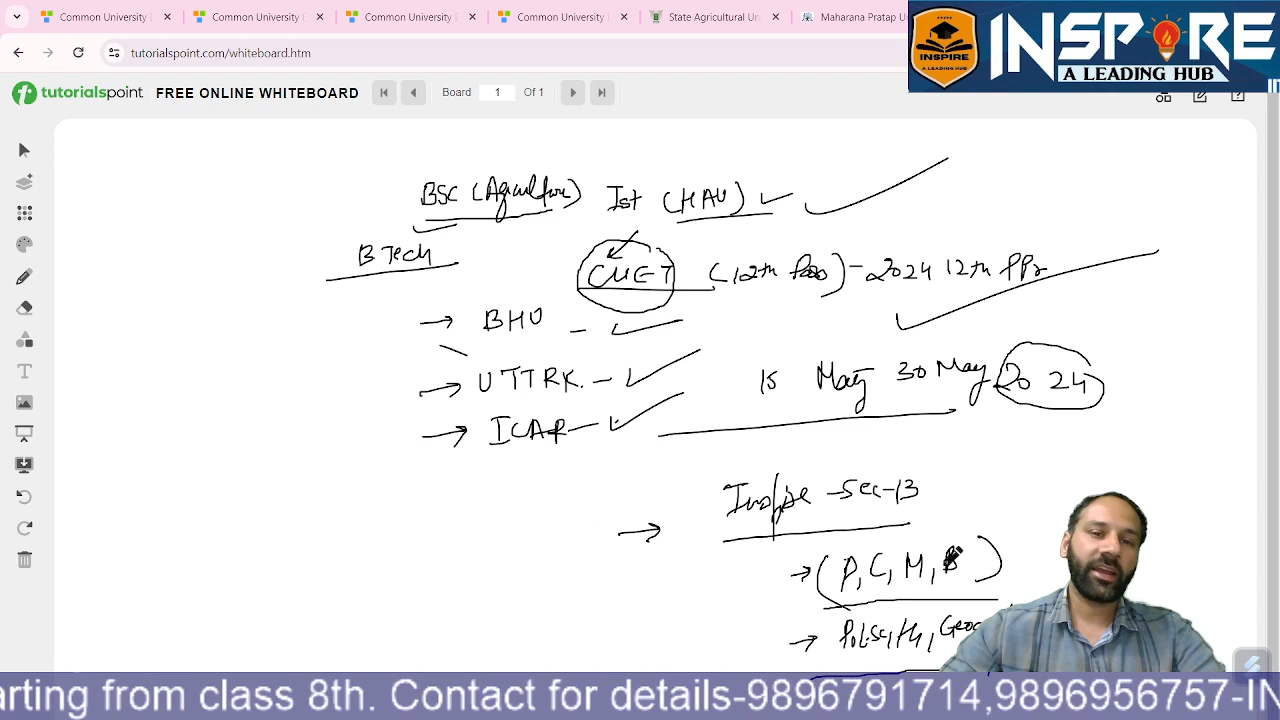 Common University
Common University
Common University E
Common University
State Agricultural
Maharana Pratap
INSPIRE
INSPIRE
A LEADING HUB
tutorialspoint.com/whiteboard.htm
tutorialspoint FREE ONLINE WHITEBOARD Board 1 Of 1
BSC (Agriculture) Ist (HAU)
B Tech
CUET (12th Pass) - 2024 12th PPr
BHU -
UTTRK. -
15 May 30 May 2024
ICAR -
Inspire - Sec-13
(P, C, M, B)
Pol.Sc, H, Geog
arting from class 8th. Contact for details-9896791714,9896956757-IN